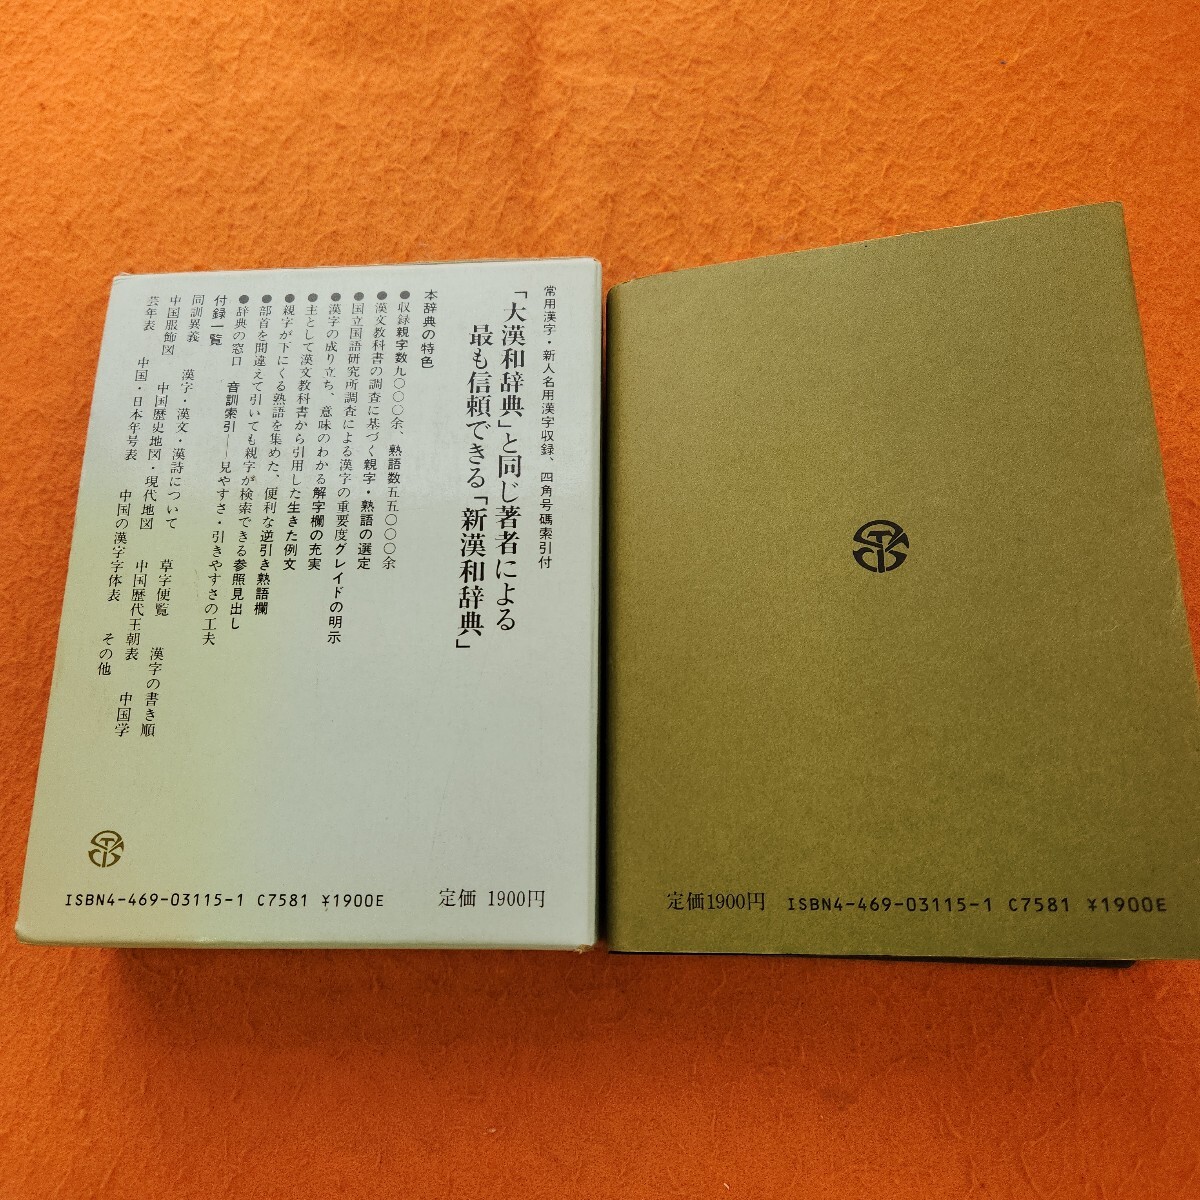 常用漢字・新人名用漢字収録、四角号碼索引付
「大漢和辞典」と同じ著者による
最も信頼できる「新漢和辞典」
本辞典の特色
●収録親字数九〇〇〇余、熟語数五五〇〇〇余
●漢文教科書の調査に基づく親字・熟語の選定
●国立国語研究所調査による漢字の重要度グレイドの明示
●漢字の成り立ち、意味のわかる解字欄の充実
●主として漢文教科書から引用した生きた例文
●親字が下にくる熟語を集めた、便利な逆引き熟語欄
●部首を間違えて引いても親字が検索できる参照見出し
●辞典の窓口 音訓索引──見やすさ・引きやすさの工夫
付録一覧
同訓異義 漢字・漢文・漢詩について 草字便覧 漢字の書き順
中国服飾図 中国歴史地図・現代地図 中国歴代王朝表 中国学
芸年表 中国・日本年号表 中国の漢字字体表 その他
ISBN4-469-03115-1 C7581 ¥1900E
定価 1900円
定価1900円 ISBN4-469-03115-1 C7581 ¥1900E